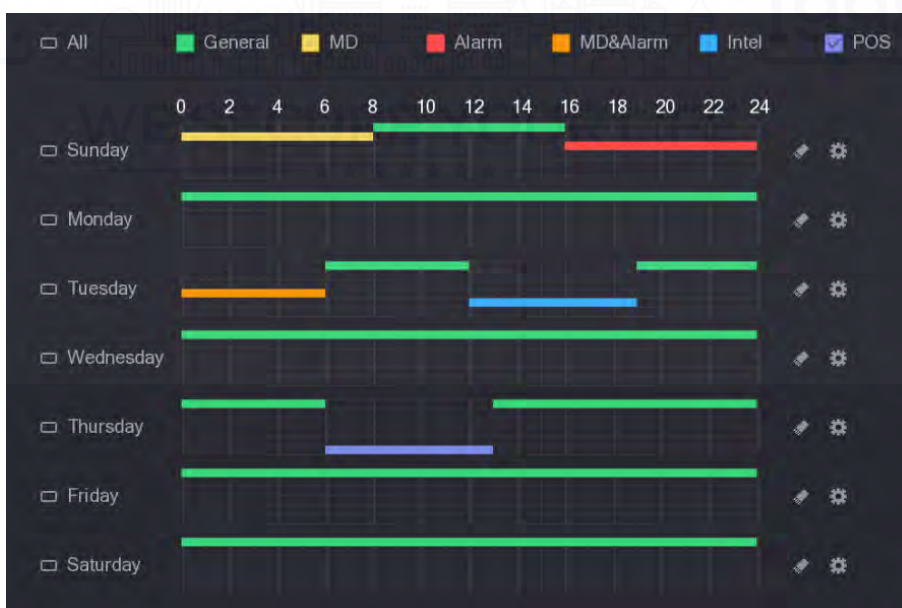 All General MD Alarm MD&Alarm Intel POS
0 2 4 6 8 10 12 14 16 18 20 22 24
Sunday
Monday
Tuesday
Wednesday
Thursday
Friday
Saturday